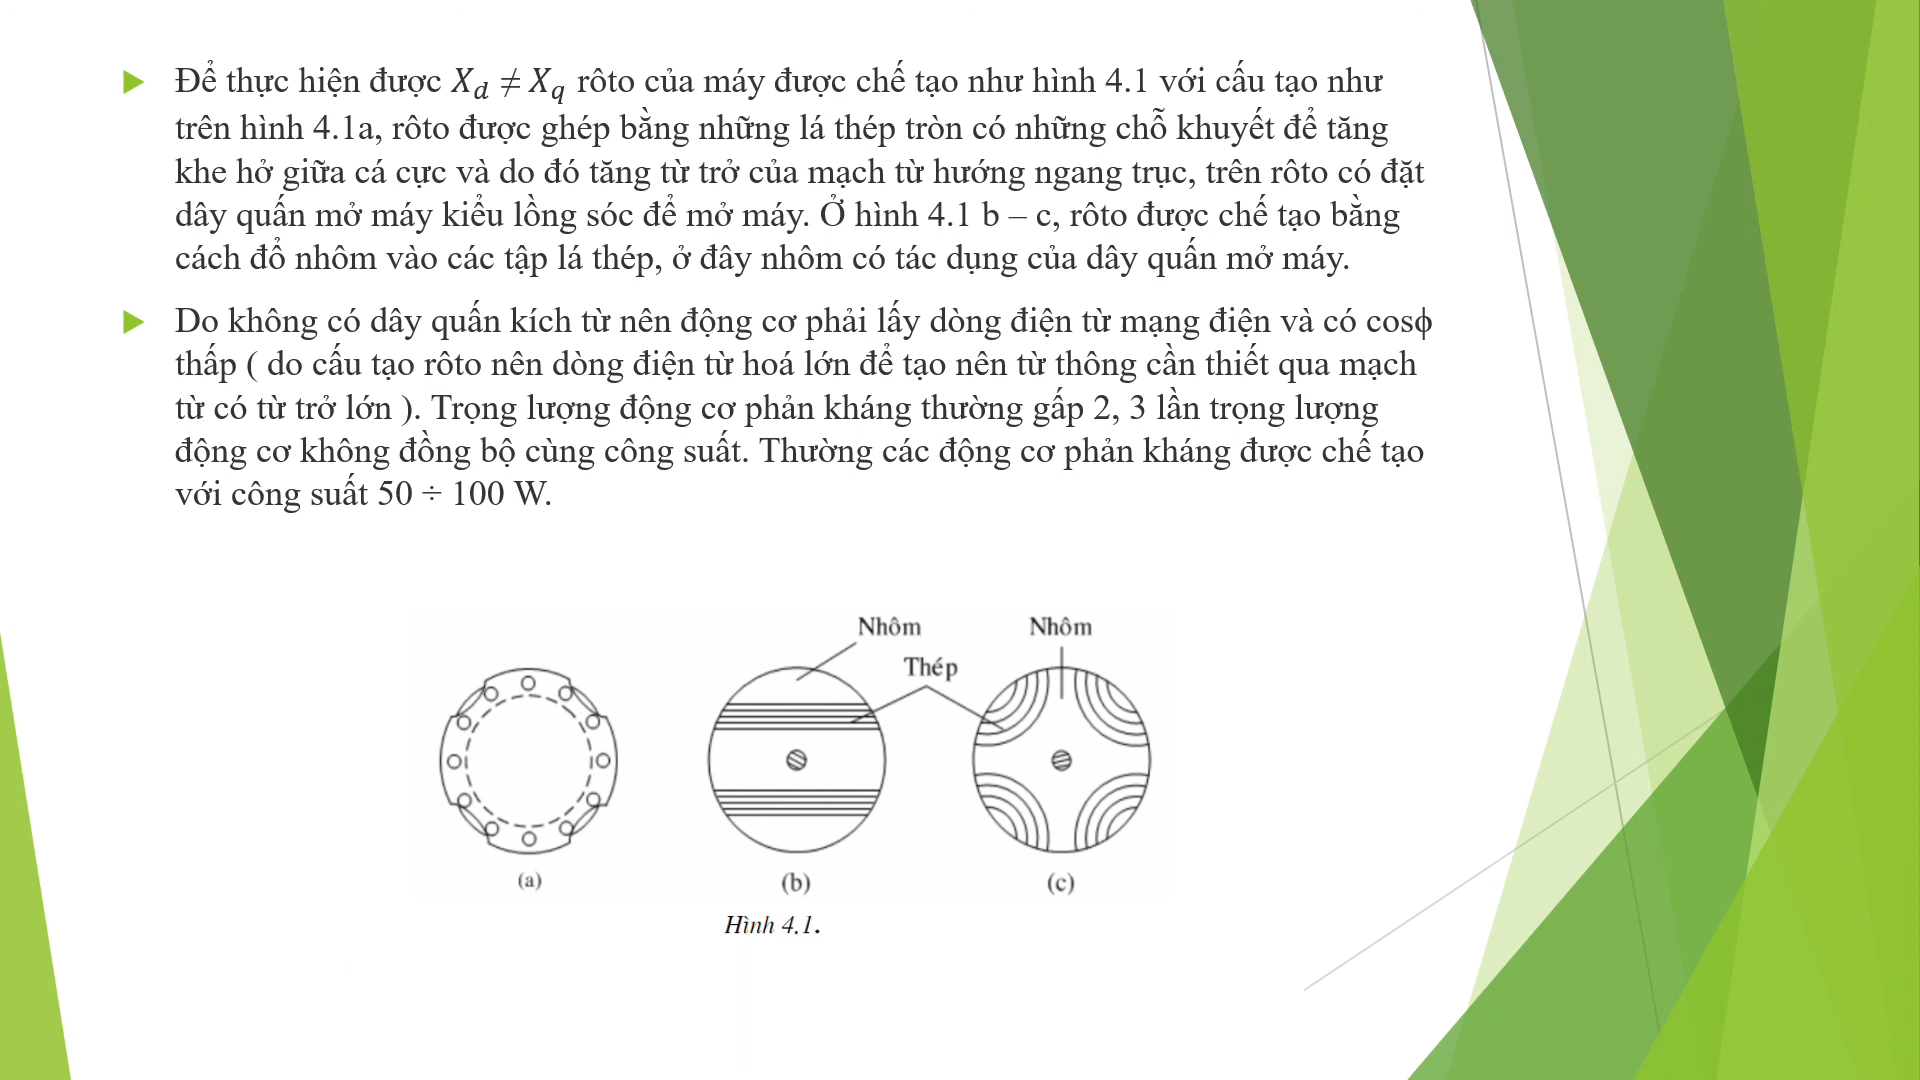 Để thực hiện được X_d ≠ X_q rôto của máy được chế tạo như hình 4.1 với cấu tạo như
trên hình 4.1a, rôto được ghép bằng những lá thép tròn có những chỗ khuyết để tăng
khe hở giữa cá cực và do đó tăng từ trở của mạch từ hướng ngang trục, trên rôto có đặt
dây quấn mở máy kiểu lồng sóc để mở máy. Ở hình 4.1 b – c, rôto được chế tạo bằng
cách đổ nhôm vào các tập lá thép, ở đây nhôm có tác dụng của dây quấn mở máy.
Do không có dây quấn kích từ nên động cơ phải lấy dòng điện từ mạng điện và có cosϕ
thấp ( do cấu tạo rôto nên dòng điện từ hoá lớn để tạo nên từ thông cần thiết qua mạch
từ có từ trở lớn ). Trọng lượng động cơ phản kháng thường gấp 2, 3 lần trọng lượng
động cơ không đồng bộ cùng công suất. Thường các động cơ phản kháng được chế tạo
với công suất 50 ÷ 100 W.
Nhôm
Nhôm
Thép
(a)
(b)
(c)
Hình 4.1.